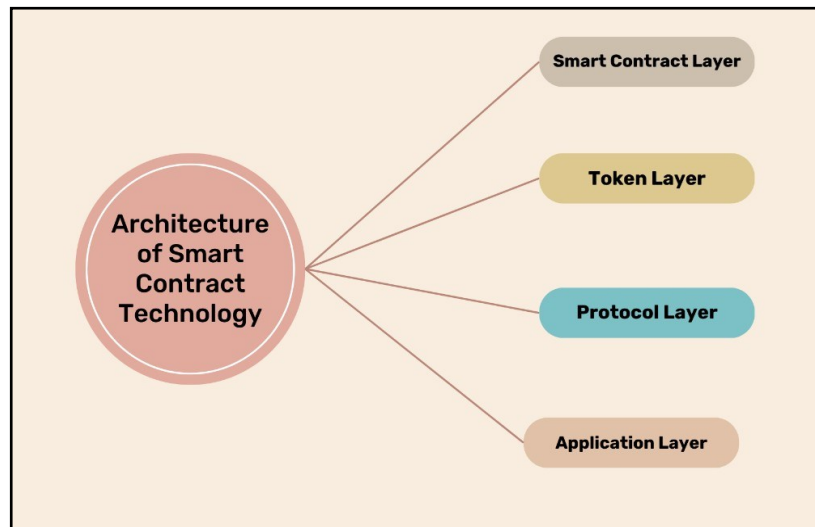 Architecture
of Smart
Contract
Technology
Smart Contract Layer
Token Layer
Protocol Layer
Application Layer